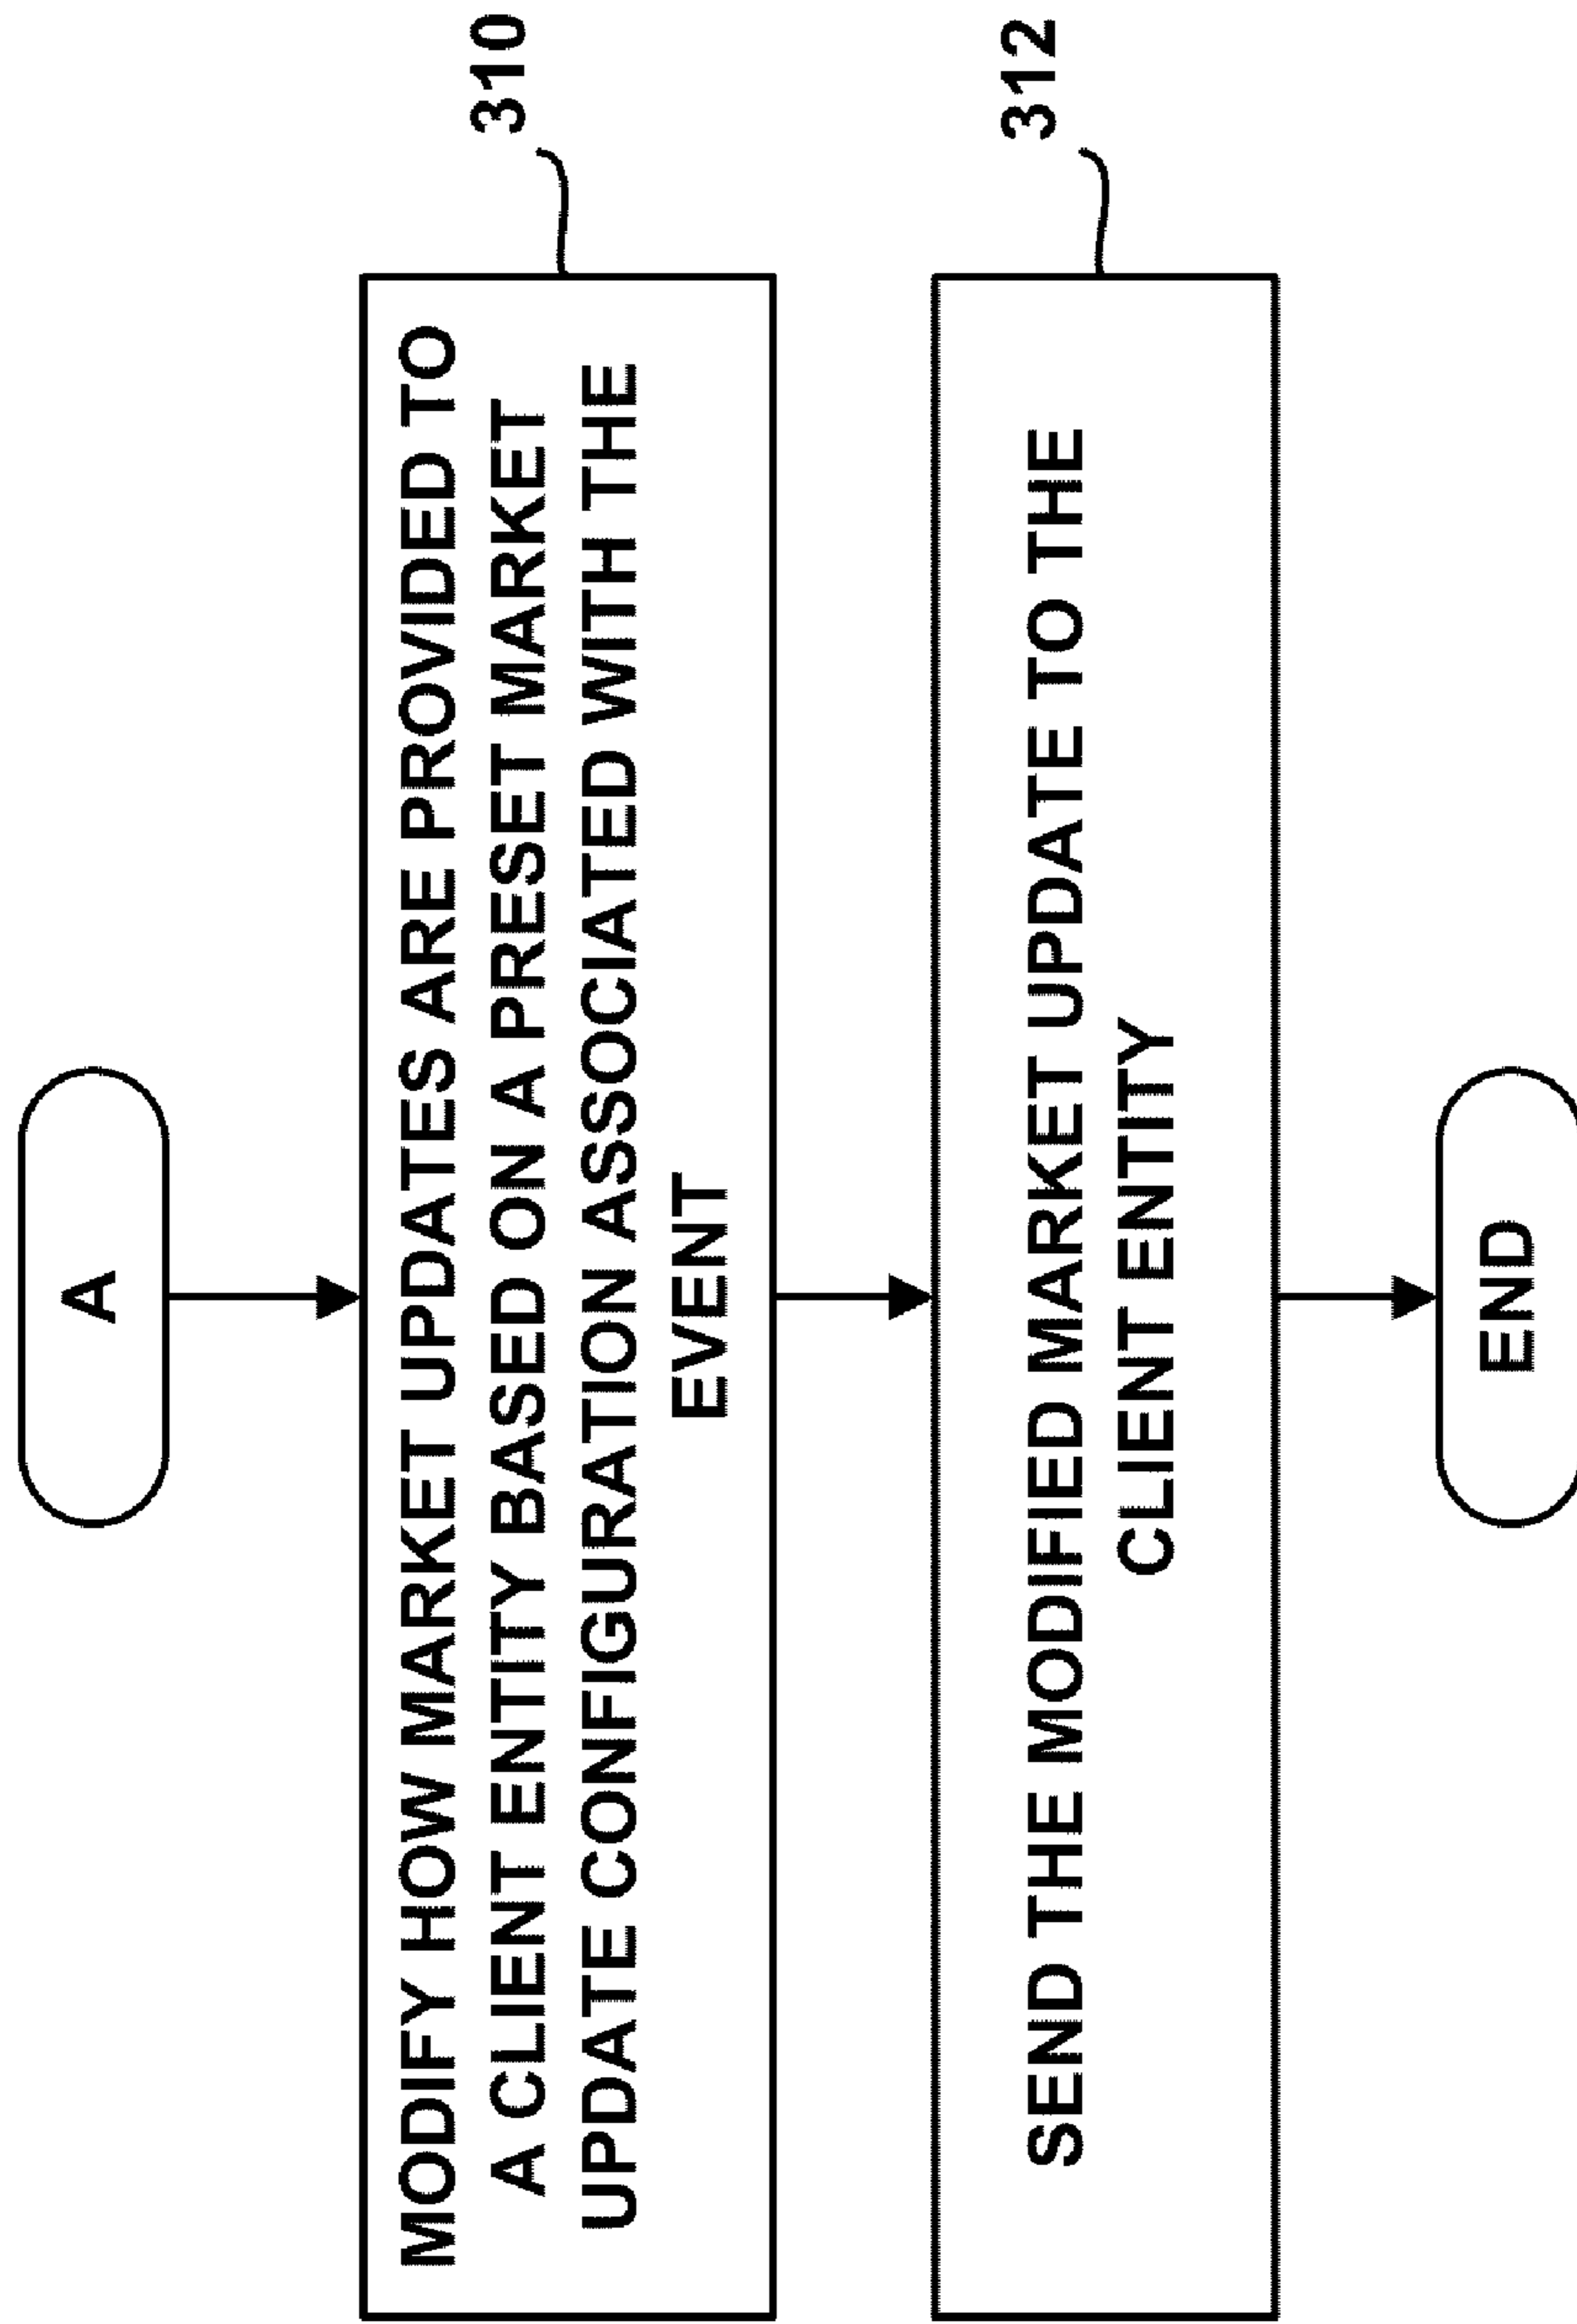 A
MODIFY HOW MARKET UPDATES ARE PROVIDED TO
A CLIENT ENTITY BASED ON A PRESET MARKET
UPDATE CONFIGURATION ASSOCIATED WITH THE
EVENT
310
SEND THE MODIFIED MARKET UPDATE TO THE
CLIENT ENTITY
312
END